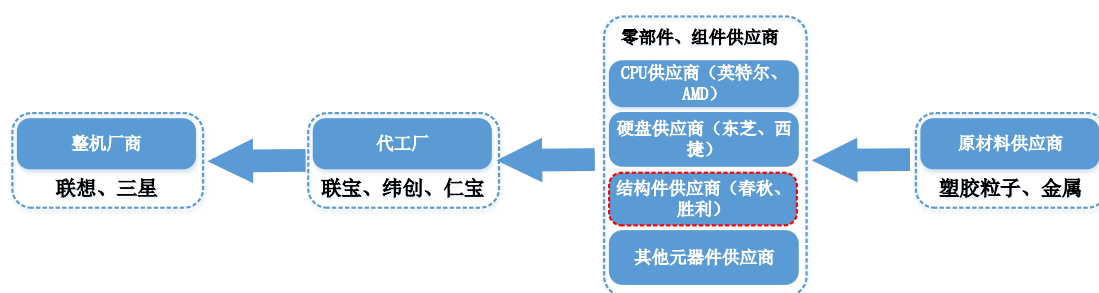 整机厂商
联想、三星
代工厂
联宝、纬创、仁宝
零部件、组件供应商
CPU供应商（英特尔、
AMD）
硬盘供应商（东芝、西
捷）
结构件供应商（春秋、
胜利）
其他元器件供应商
原材料供应商
塑胶粒子、金属